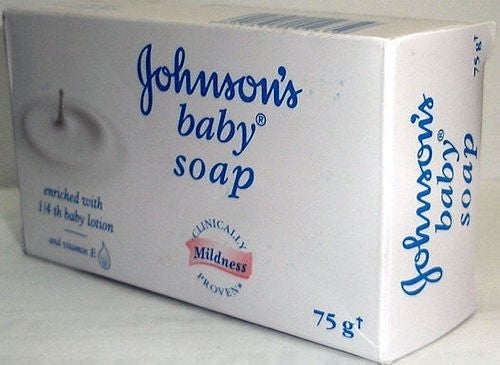 Johnson's
baby®
soap
enriched with
1/4 th baby lotion
and vitamin E
CLINICALLY
Mildness
PROVEN*
75 g†
Johnson's
baby®
soap
75 g†